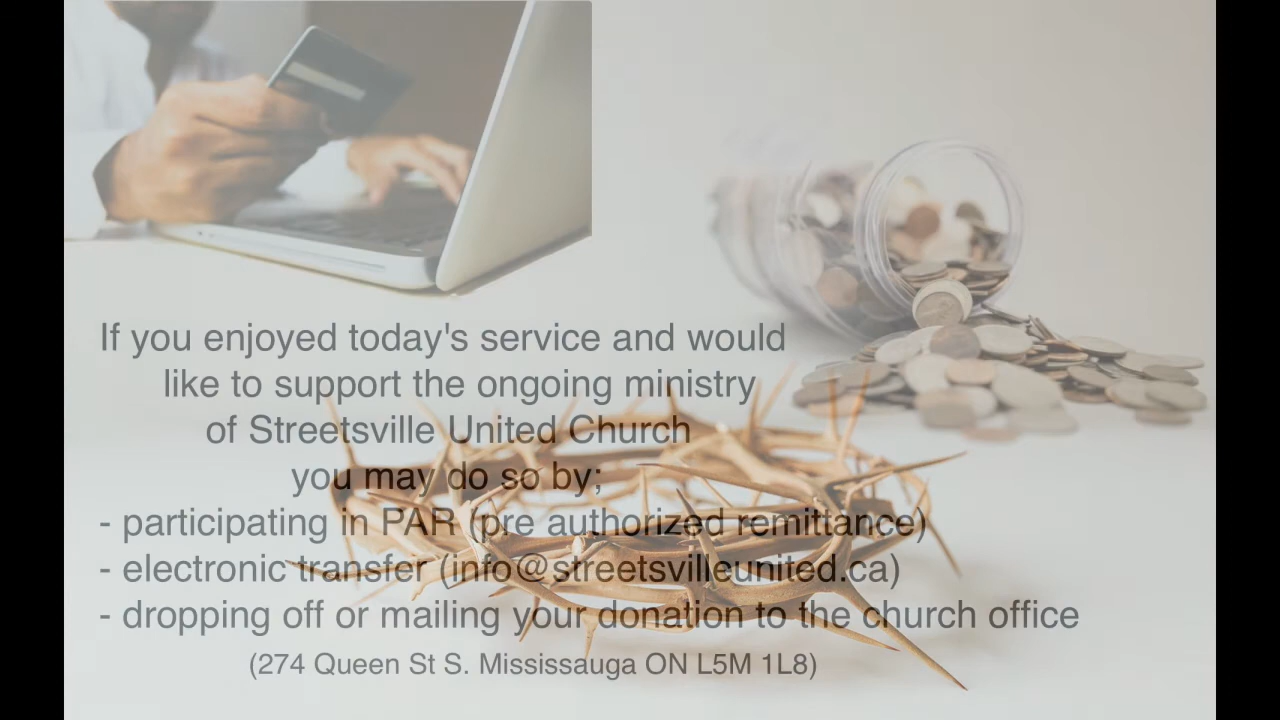 If you enjoyed today's service and would
like to support the ongoing ministry
of Streetsville United Church
you may do so by;
- participating in PAR (pre authorized remittance)
- electronic transfer (info@streetsvilleunited.ca)
- dropping off or mailing your donation to the church office
(274 Queen St S. Mississauga ON L5M 1L8)